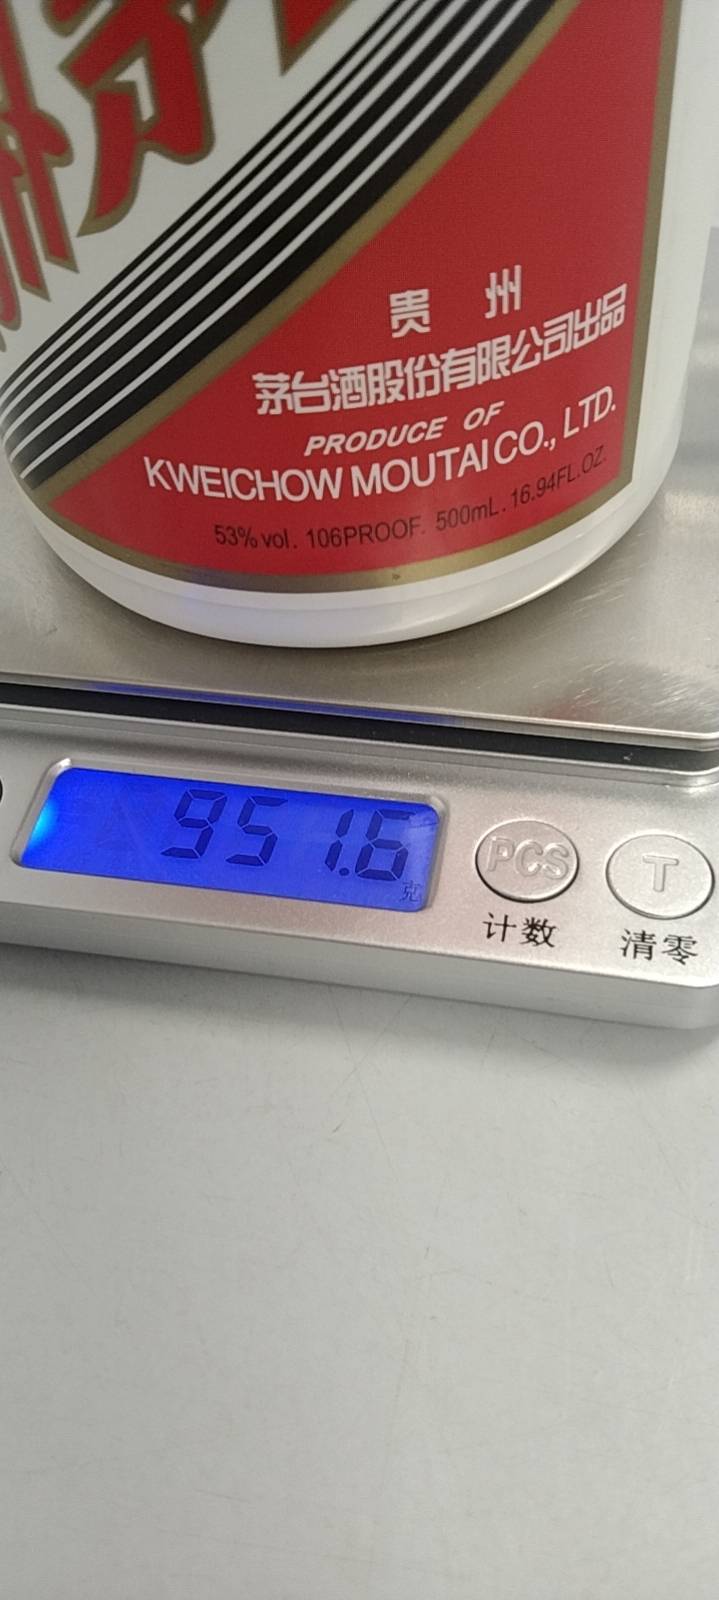 茅
贵 州
茅台酒股份有限公司出品
PRODUCE OF
KWEICHOW MOUTAI CO., LTD.
53% vol. 106PROOF. 500mL. 16.94FL.OZ.
951.6
克
PCS T
计数 清零